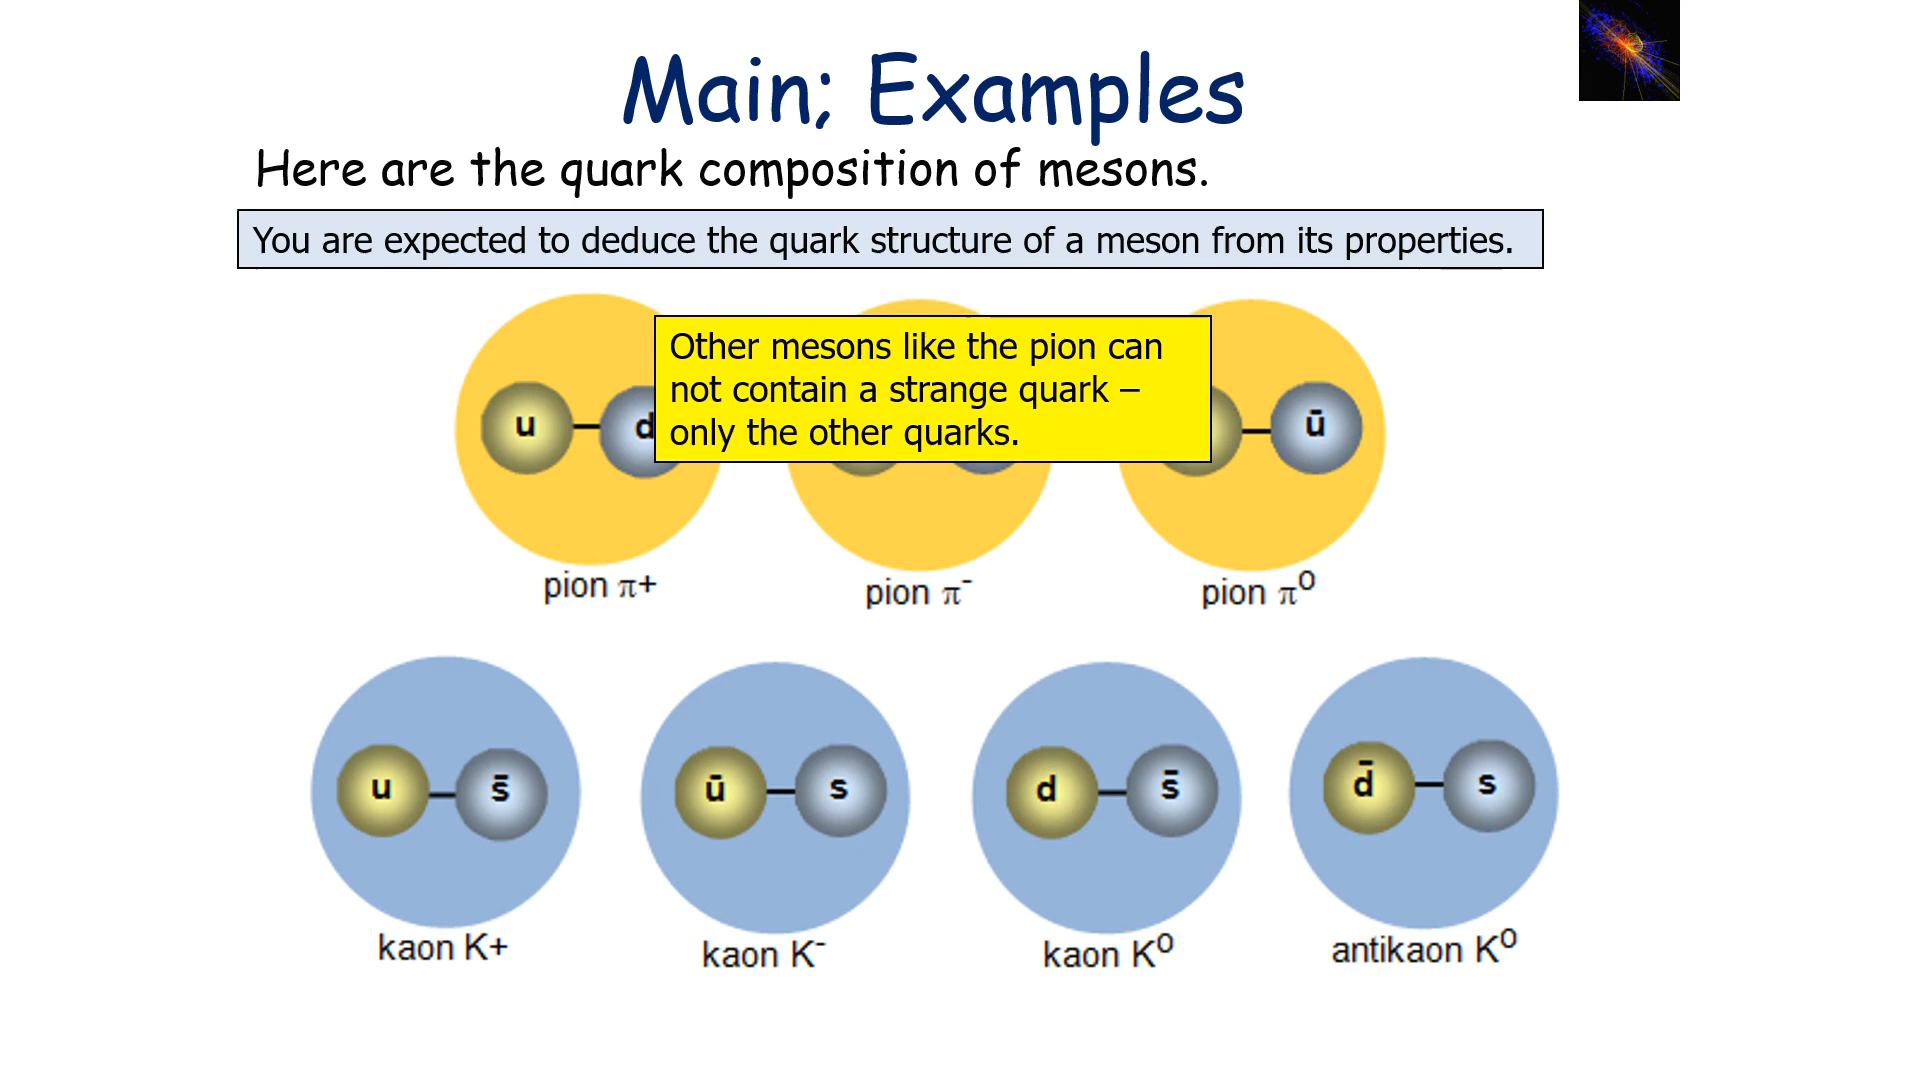 Main; Examples
Here are the quark composition of mesons.
You are expected to deduce the quark structure of a meson from its properties.
Other mesons like the pion can
not contain a strange quark –
only the other quarks.
u d ū
pion π+ pion π⁻ pion π⁰
u s̄ ū s d s̄ d̄ s
kaon K+ kaon K⁻ kaon K⁰ antikaon K⁰